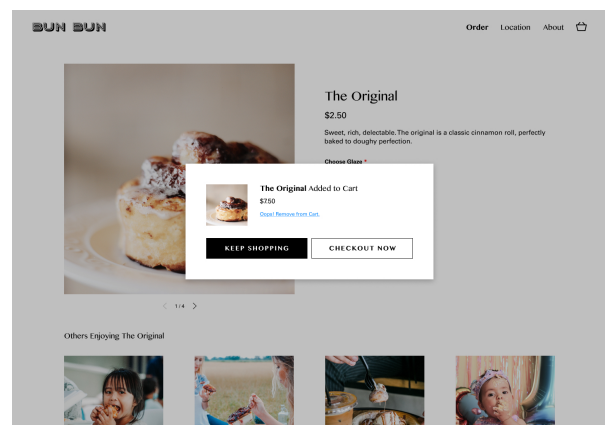 BUN BUN
Order Location About
The Original
$2.50
Sweet, rich, delectable. The original is a classic cinnamon roll, perfectly
baked to doughy perfection.
Choose Glaze *
The Original Added to Cart
$7.50
Oops! Remove from Cart.
KEEP SHOPPING CHECKOUT NOW
1/4
Others Enjoying The Original